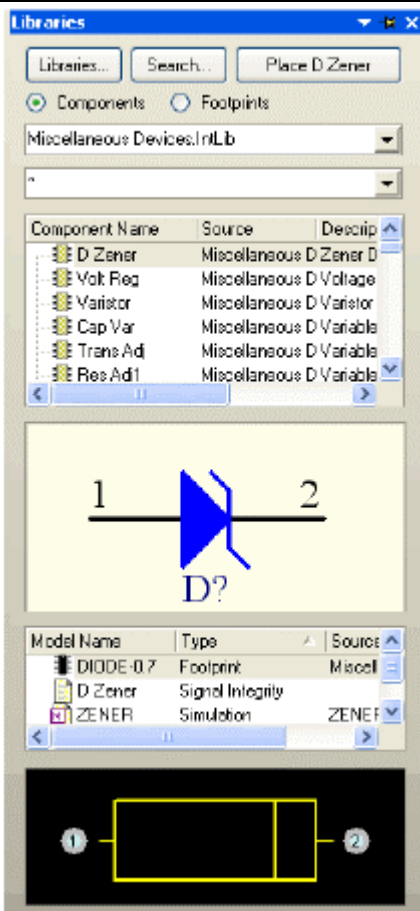 Libraries
Libraries... Search... Place D Zener
Components Footprints
Miscellaneous Devices.IntLib
*
Component Name Source Descrip
D Zener Miscellaneous D Zener D
Volt Reg Miscellaneous D Voltage
Varistor Miscellaneous D Varistor
Cap Var Miscellaneous D Variable
Trans Adj Miscellaneous D Variable
Res Adj1 Miscellaneous D Variable
1 2
D?
Model Name Type Source
DIODE-0.7 Footprint Miscell
D Zener Signal Integrity
ZENER Simulation ZENEF
1 2